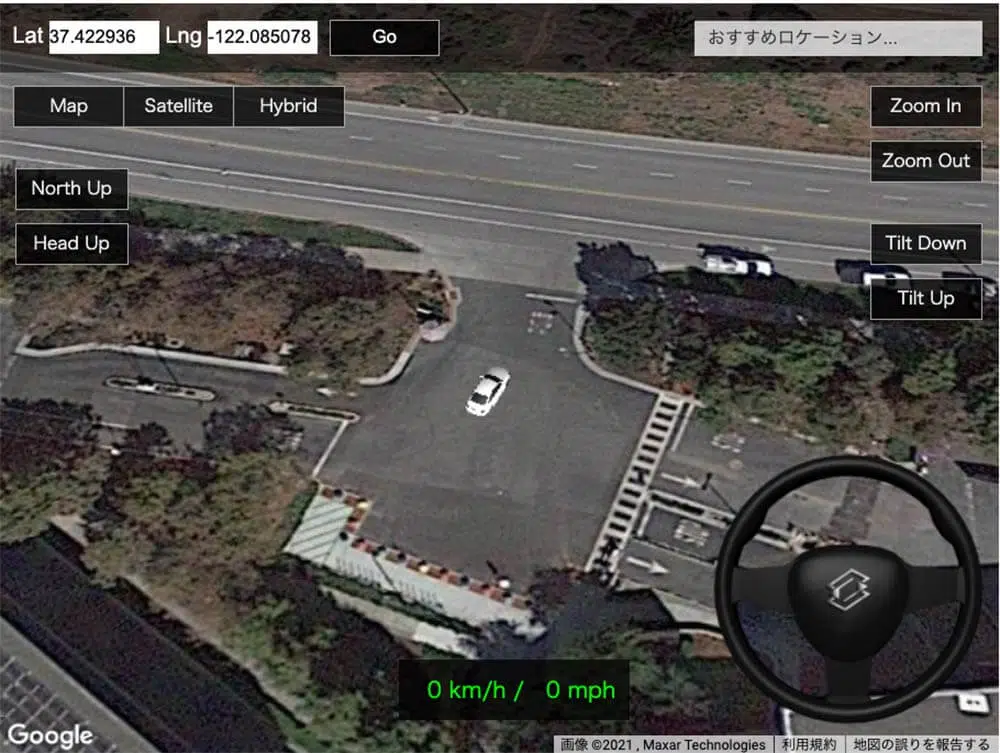 Lat 37.422936 Lng -122.085078 Go おすすめロケーション...
Map Satellite Hybrid Zoom In
Zoom Out
North Up
Head Up Tilt Down
Tilt Up
0 km/h / 0 mph
Google 画像 ©2021 , Maxar Technologies 利用規約 地図の誤りを報告する